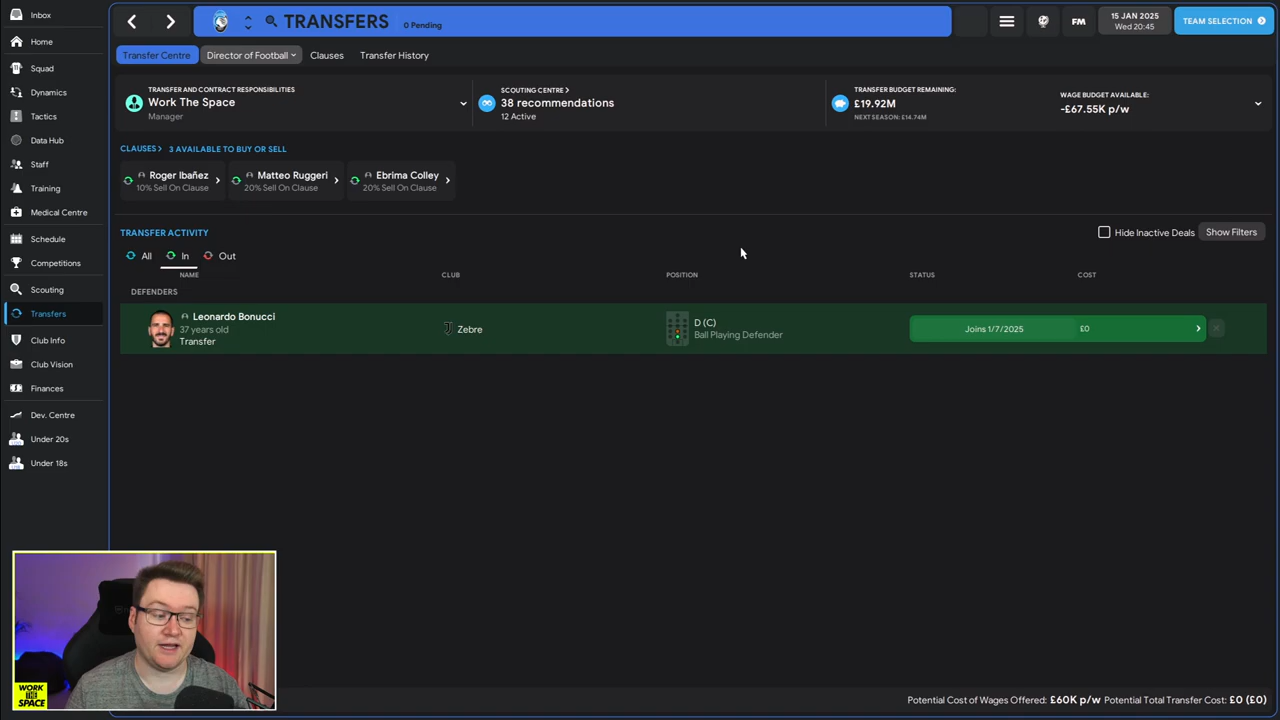 Inbox
Home
Squad
Dynamics
Tactics
Data Hub
Staff
Training
Medical Centre
Schedule
Competitions
Scouting
Transfers
Club Info
Club Vision
Finances
Dev. Centre
Under 20s
Under 18s
TRANSFERS
0 Pending
FM
15 JAN 2025
Wed 20:45
TEAM SELECTION
Transfer Centre
Director of Football
Clauses
Transfer History
TRANSFER AND CONTRACT RESPONSIBILITIES
Work The Space
Manager
SCOUTING CENTRE >
38 recommendations
12 Active
TRANSFER BUDGET REMAINING:
£19.92M
NEXT SEASON: £14.74M
WAGE BUDGET AVAILABLE:
-£67.55K p/w
CLAUSES > 3 AVAILABLE TO BUY OR SELL
Roger Ibañez
10% Sell On Clause
Matteo Ruggeri
20% Sell On Clause
Ebrima Colley
20% Sell On Clause
TRANSFER ACTIVITY
Hide Inactive Deals
Show Filters
All In Out
NAME CLUB POSITION STATUS COST
DEFENDERS
Leonardo Bonucci
37 years old
Transfer
Zebre
D (C)
Ball Playing Defender
Joins 1/7/2025
£0
WORK
THE
SPACE
Potential Cost of Wages Offered: £60K p/w Potential Total Transfer Cost: £0 (£0)